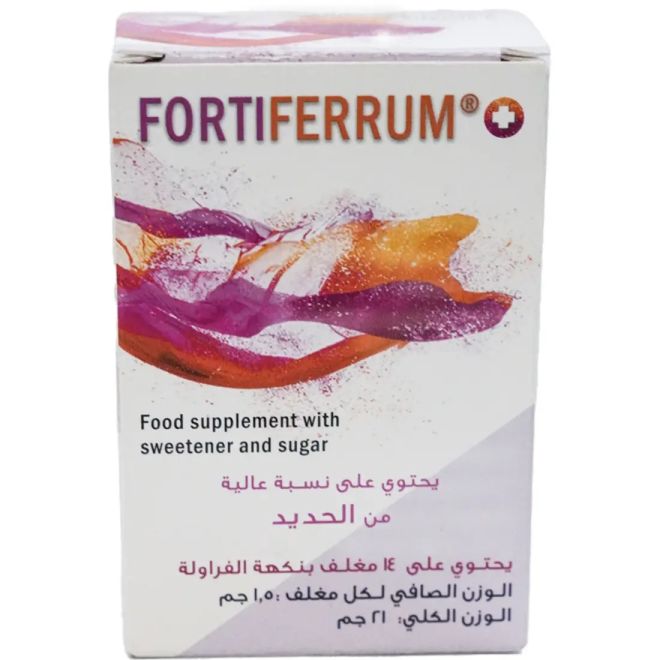 FORTIFERRUM®
Food supplement with
sweetener and sugar
يحتوي على نسبة عالية
من الحديد
يحتوي على ١٤ مغلف بنكهة الفراولة
الوزن الصافي لكل مغلف :١,٥ جم
الوزن الكلي: ٢١ جم